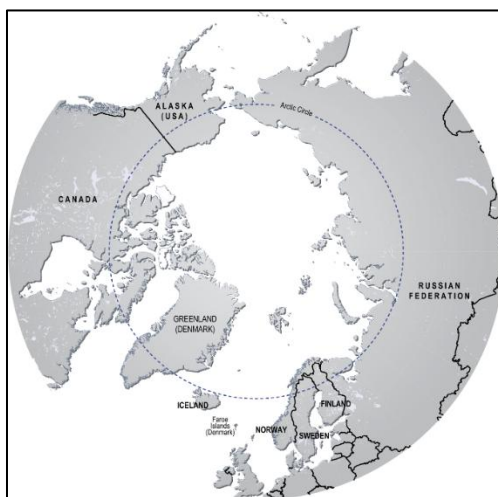 ALASKA
(USA)
Arctic Circle
CANADA
RUSSIAN
FEDERATION
GREENLAND
(DENMARK)
ICELAND
Faroe
Islands
(Denmark)
FINLAND
NORWAY
SWEDEN